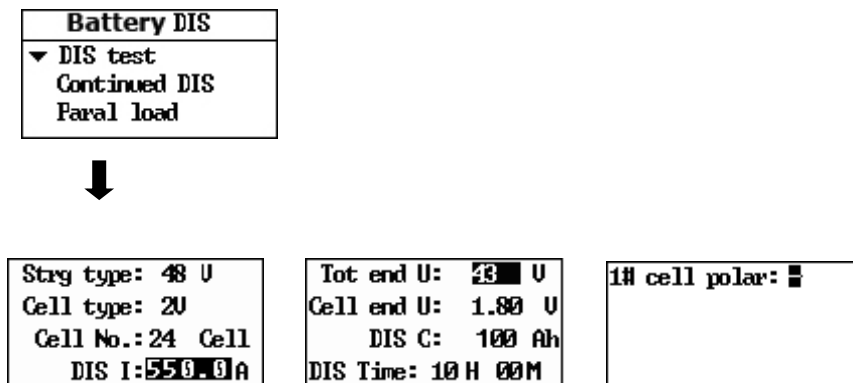 Battery DIS
DIS test
Continued DIS
Paral load
Strg type: 48 V
Cell type: 2V
Cell No.: 24 Cell
DIS I: 550.0 A
Tot end U: 43 V
Cell end U: 1.80 V
DIS C: 100 Ah
DIS Time: 10 H 00 M
1# cell polar: -